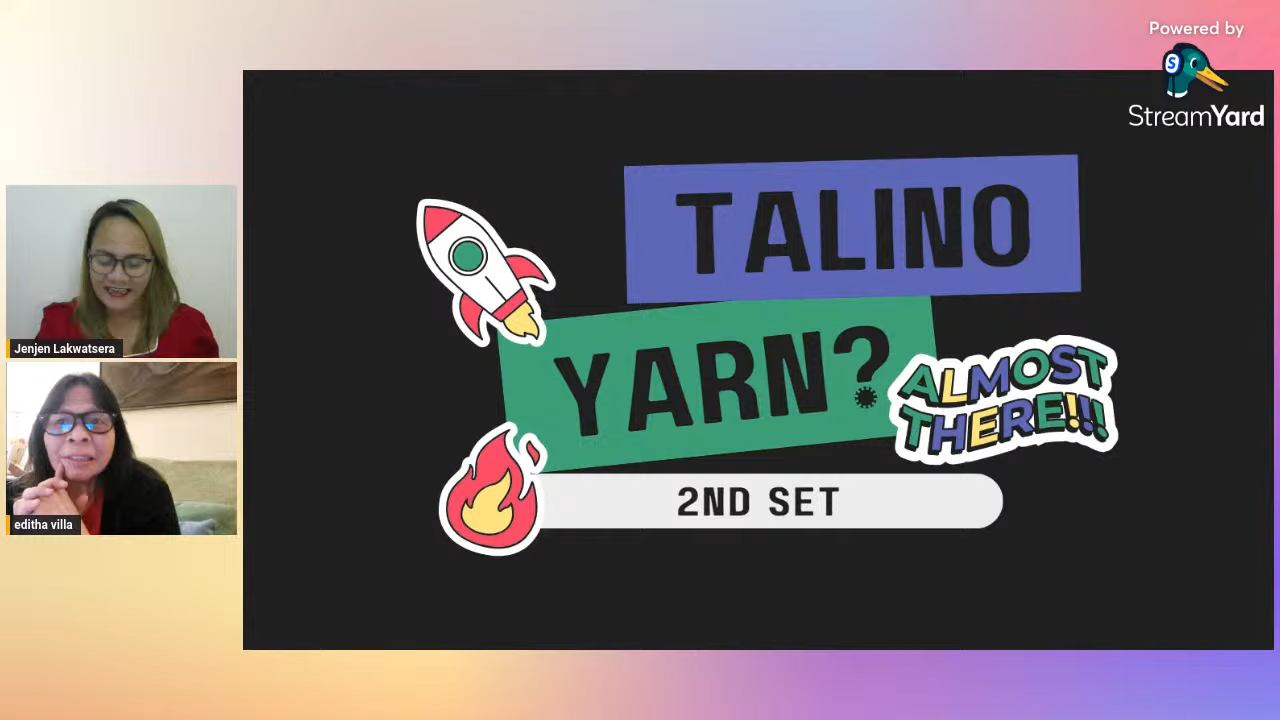 Powered by
StreamYard
TALINO
YARN?
ALMOST
THERE!!!
2ND SET
Jenjen Lakwatsera
editha villa